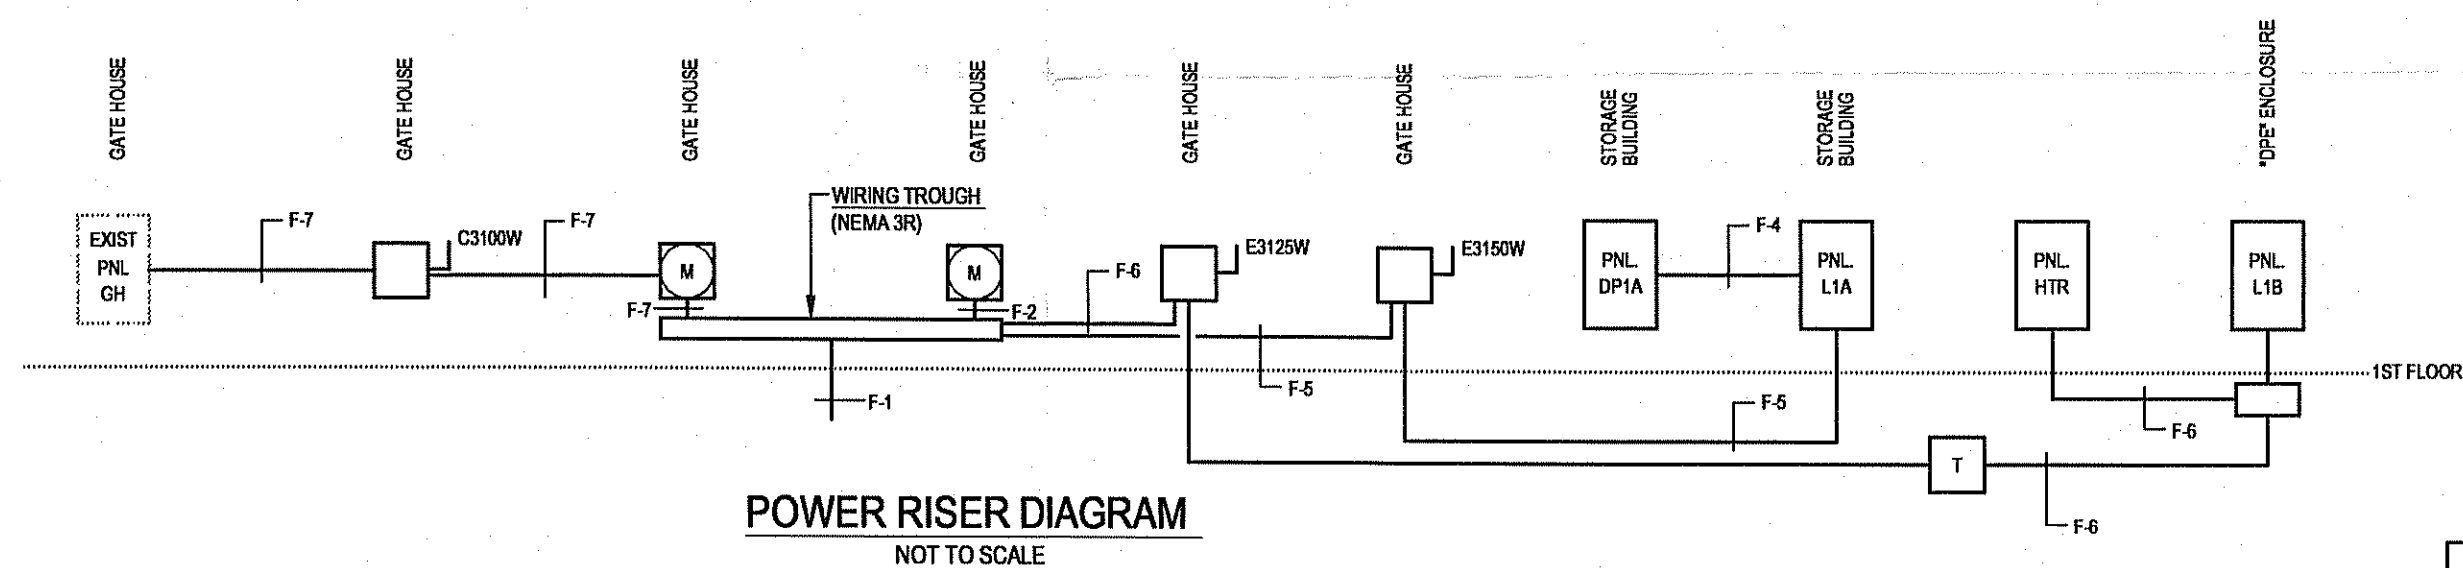 GATE HOUSE
GATE HOUSE
GATE HOUSE
GATE HOUSE
GATE HOUSE
GATE HOUSE
STORAGE
BUILDING
STORAGE
BUILDING
"DPE" ENCLOSURE
WIRING TROUGH
(NEMA 3R)
EXIST
PNL
GH
F-7
C3100W
F-7
M
F-7
M
F-2
F-6
E3125W
E3150W
PNL.
DP1A
F-4
PNL.
L1A
PNL.
HTR
PNL.
L1B
1ST FLOOR
F-1
F-5
F-5
F-6
T
F-6
POWER RISER DIAGRAM
NOT TO SCALE